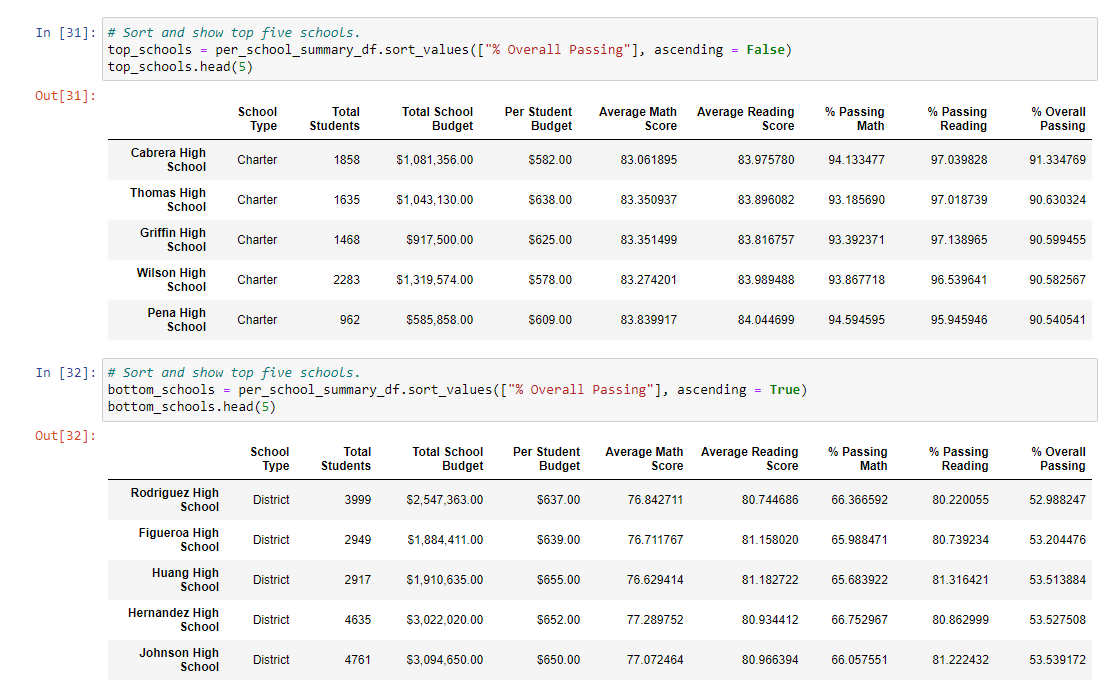 In [31]: # Sort and show top five schools.
top_schools = per_school_summary_df.sort_values(["% Overall Passing"], ascending = False)
top_schools.head(5)
Out[31]:
School Type Total Students Total School Budget Per Student Budget Average Math Score Average Reading Score % Passing Math % Passing Reading % Overall Passing
Cabrera High School Charter 1858 $1,081,356.00 $582.00 83.061895 83.975780 94.133477 97.039828 91.334769
Thomas High School Charter 1635 $1,043,130.00 $638.00 83.350937 83.896082 93.185690 97.018739 90.630324
Griffin High School Charter 1468 $917,500.00 $625.00 83.351499 83.816757 93.392371 97.138965 90.599455
Wilson High School Charter 2283 $1,319,574.00 $578.00 83.274201 83.989488 93.867718 96.539641 90.582567
Pena High School Charter 962 $585,858.00 $609.00 83.839917 84.044699 94.594595 95.945946 90.540541
In [32]: # Sort and show top five schools.
bottom_schools = per_school_summary_df.sort_values(["% Overall Passing"], ascending = True)
bottom_schools.head(5)
Out[32]:
School Type Total Students Total School Budget Per Student Budget Average Math Score Average Reading Score % Passing Math % Passing Reading % Overall Passing
Rodriguez High School District 3999 $2,547,363.00 $637.00 76.842711 80.744686 66.366592 80.220055 52.988247
Figueroa High School District 2949 $1,884,411.00 $639.00 76.711767 81.158020 65.988471 80.739234 53.204476
Huang High School District 2917 $1,910,635.00 $655.00 76.629414 81.182722 65.683922 81.316421 53.513884
Hernandez High School District 4635 $3,022,020.00 $652.00 77.289752 80.934412 66.752967 80.862999 53.527508
Johnson High School District 4761 $3,094,650.00 $650.00 77.072464 80.966394 66.057551 81.222432 53.539172